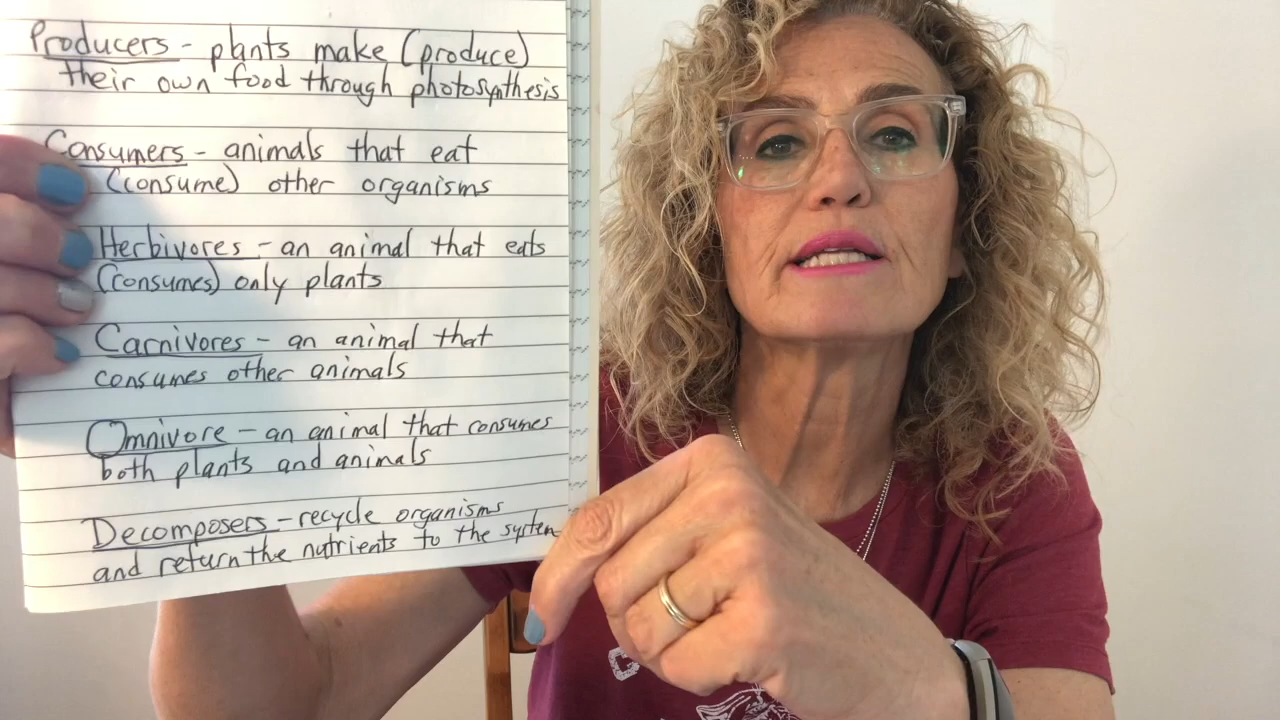 Producers - plants make (produce)
their own food through photosynthesis
Consumers - animals that eat
(consume) other organisms
Herbivores - an animal that eats
(consumes) only plants
Carnivores - an animal that
consumes other animals
Omnivore - an animal that consumes
both plants and animals
Decomposers - recycle organisms
and return the nutrients to the system
C